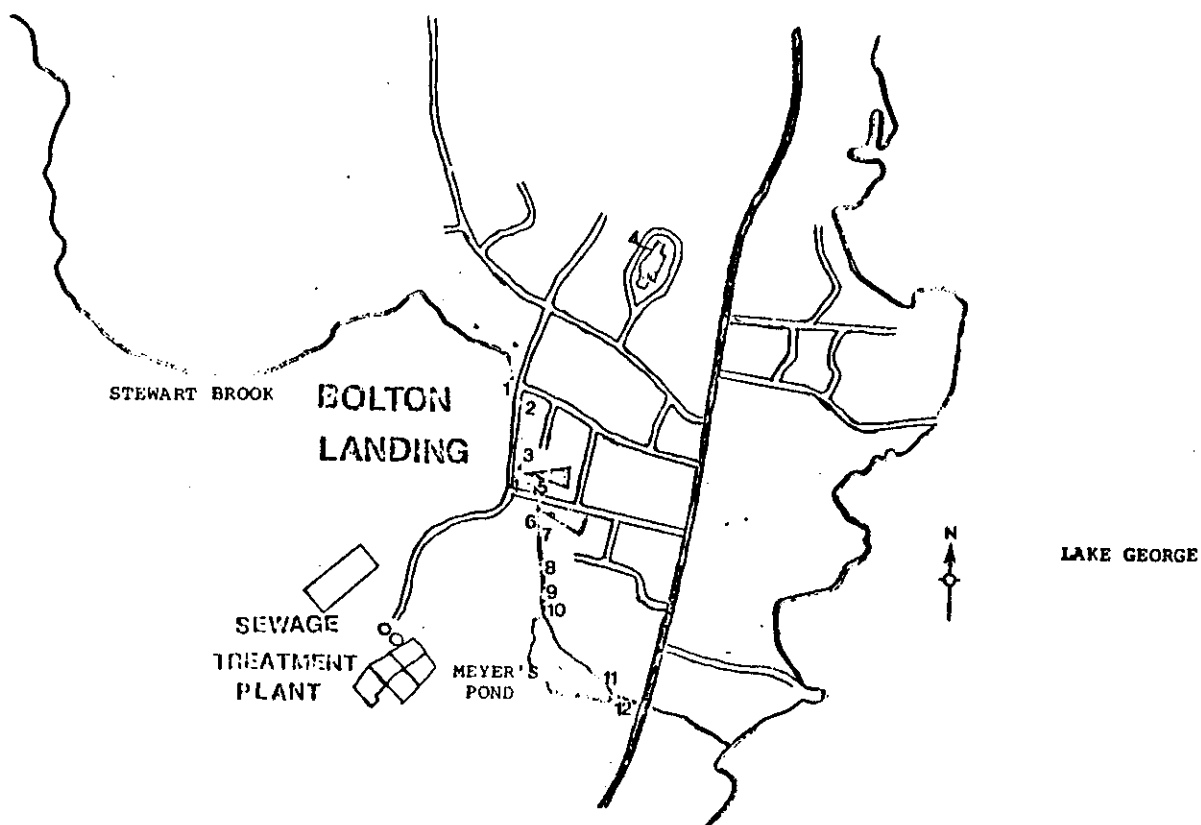 STEWART BROOK
BOLTON
LANDING
1
2
3
5
6
7
8
9
10
11
12
SEWAGE
TREATMENT
PLANT
MEYER'S
POND
N
LAKE GEORGE